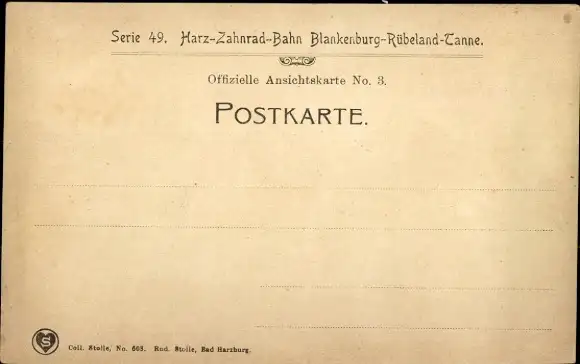 Serie 49. Harz-Zahnrad-Bahn Blankenburg-Rübeland-Tanne.
Offizielle Ansichtskarte No. 3.
POSTKARTE.
S
Coll. Stolle, No. 603. Rud. Stolle, Bad Harzburg.